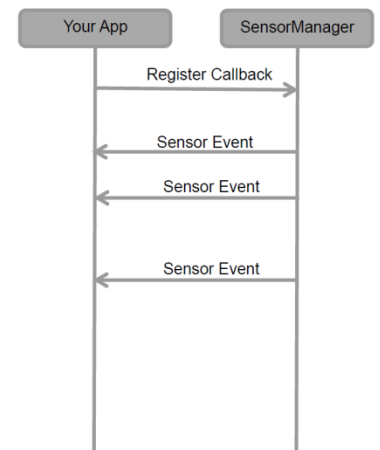 Your App
SensorManager
Register Callback
Sensor Event
Sensor Event
Sensor Event